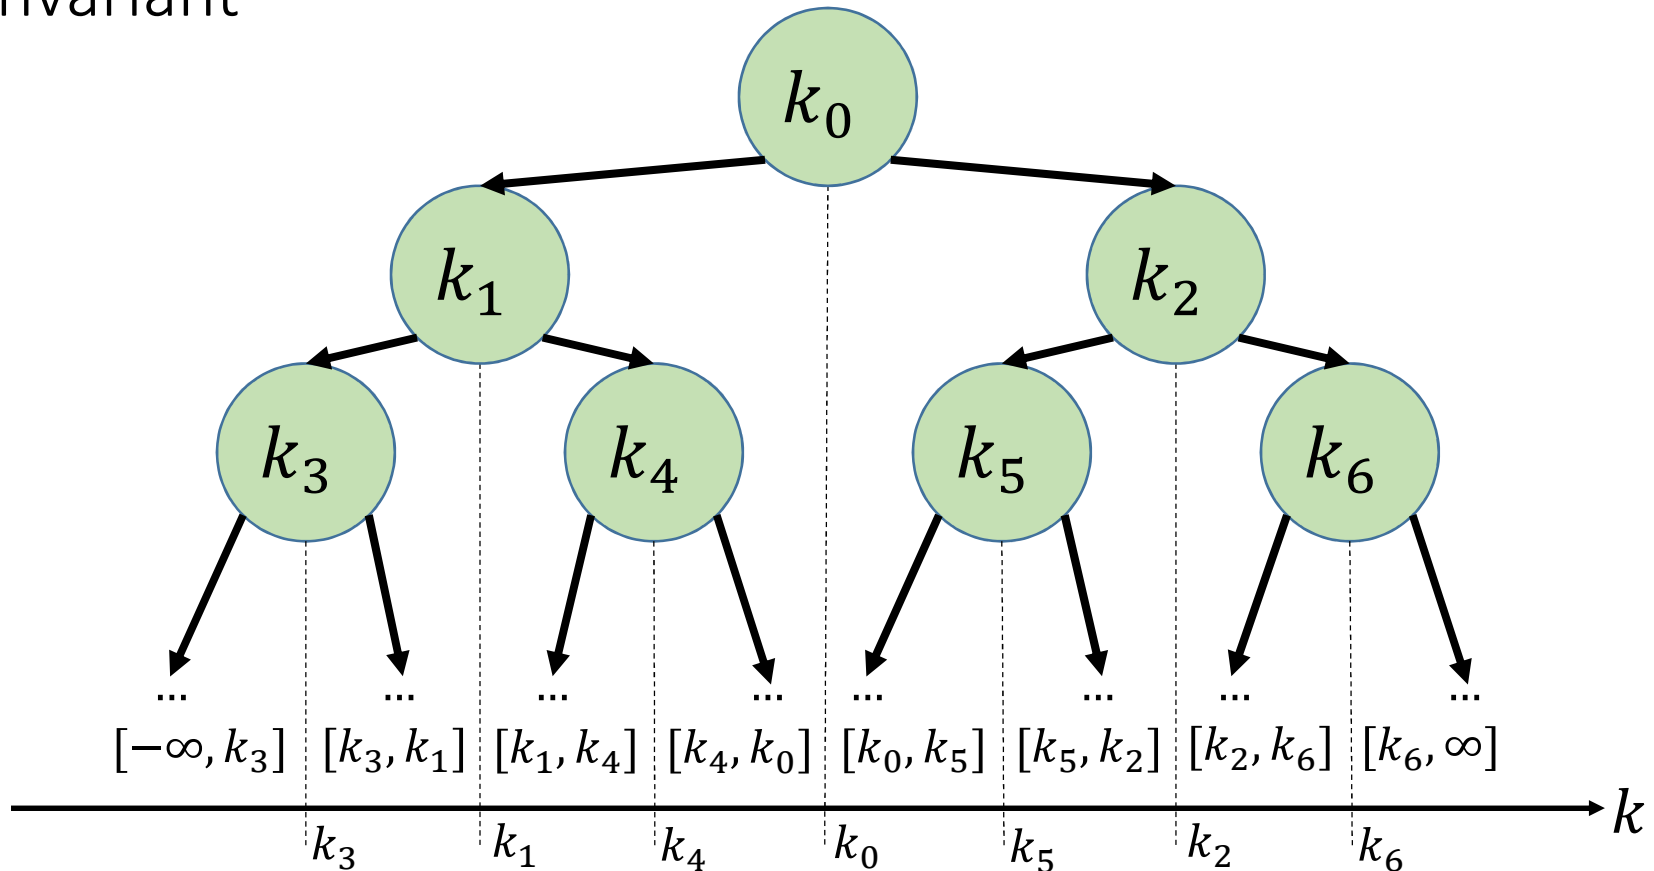 nvariant
k₀
k₁ k₂
k₃ k₄ k₅ k₆
... ... ... ... ... ... ... ...
[−∞, k₃] [k₃, k₁] [k₁, k₄] [k₄, k₀] [k₀, k₅] [k₅, k₂] [k₂, k₆] [k₆, ∞]
k
k₃ k₁ k₄ k₀ k₅ k₂ k₆